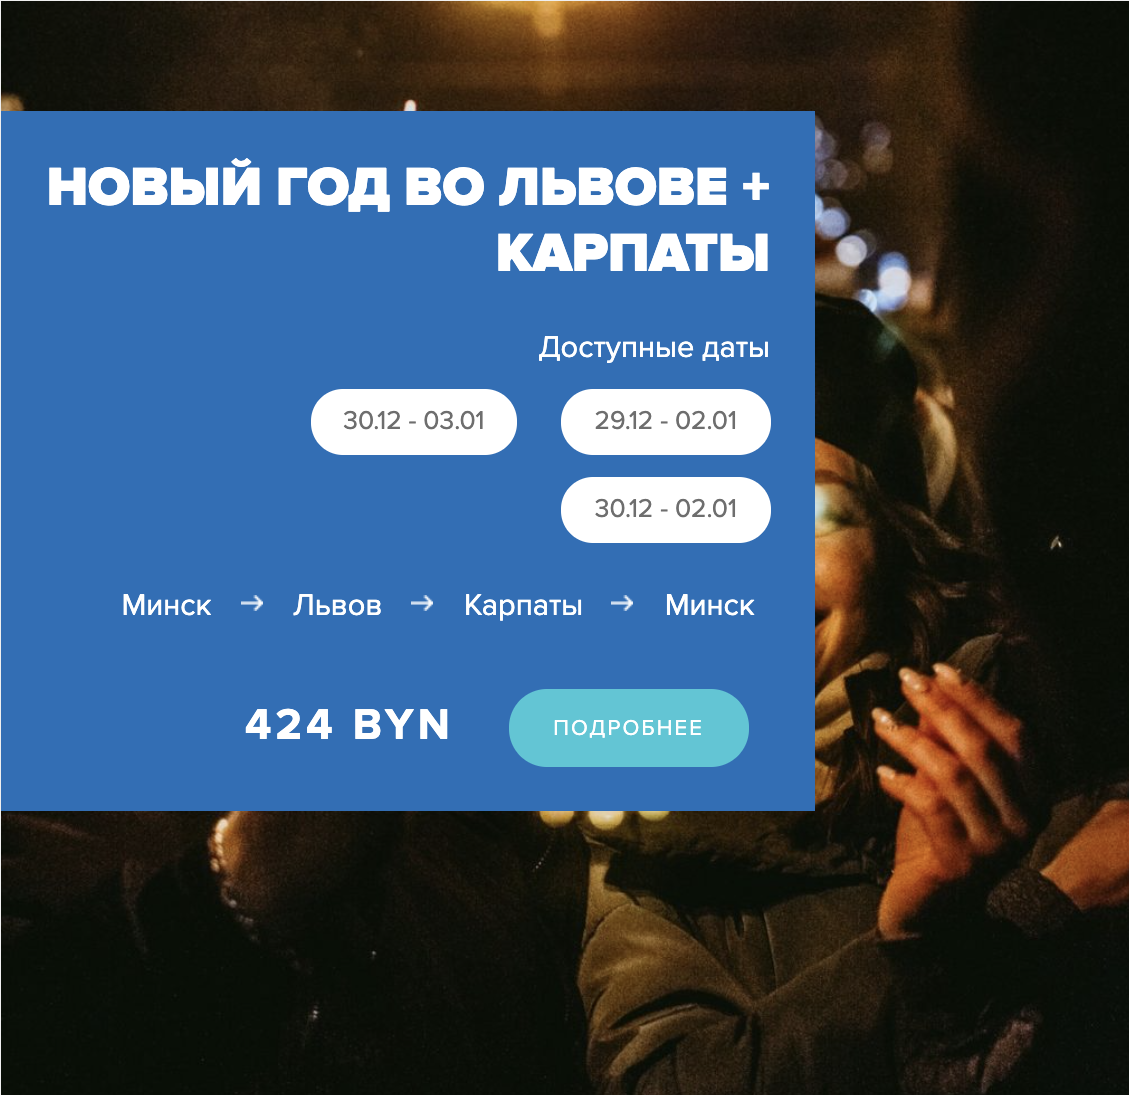 НОВЫЙ ГОД ВО ЛЬВОВЕ +
КАРПАТЫ
Доступные даты
30.12 - 03.01 29.12 - 02.01
30.12 - 02.01
Минск → Львов → Карпаты → Минск
424 BYN ПОДРОБНЕЕ